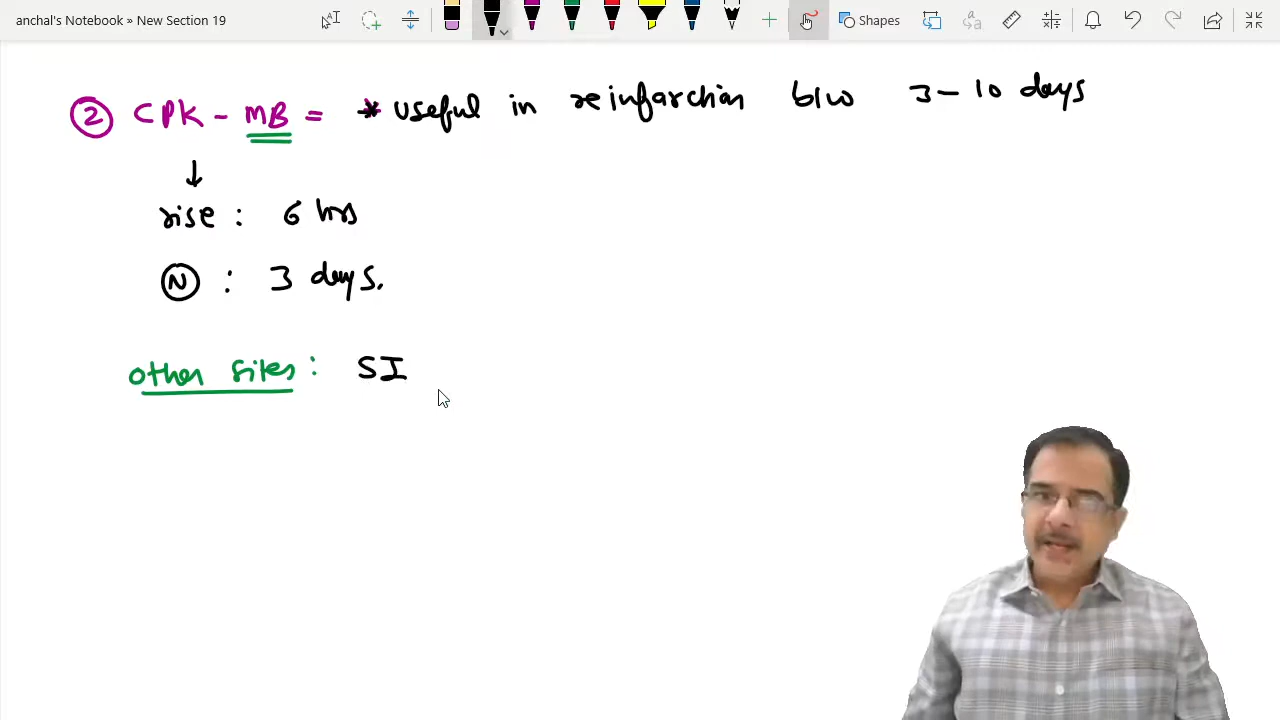 anchal's Notebook » New Section 19
Shapes
② CPK - MB = * useful in reinfarction b/w 3-10 days
↓
rise : 6 hrs
Ⓝ : 3 days.
other sites : SI